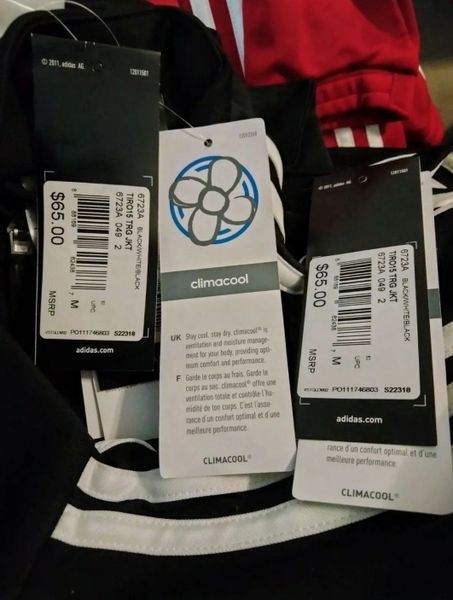 © 2011, adidas AG
12011501
6723A BLACK/WHITE/BLACK
TIRO15 TRG JKT
6723A 049 2
UPC
M
$65.00
MSRP
PO111746803 S22318
adidas.com
climacool
UK Stay cool, stay dry. climacool® is
ventilation and moisture manage-
ment for your body, providing opti-
mum comfort and performance.
F Garde le corps au frais. Garde le
corps au sec. climacool® offre une
ventilation totale et contrôle l'hu-
midité de ton corps. C'est l'assu-
rance d'un confort optimal et d'une
meilleure performance.
CLIMACOOL®
© 2011, adidas AG
12011501
6723A BLACK/WHITE/BLACK
TIRO15 TRG JKT
6723A 049 2
UPC
M
$65.00
MSRP
PO111746803 S22318
adidas.com
rance d'un confort optimal et d'une
meilleure performance.
CLIMACOOL®